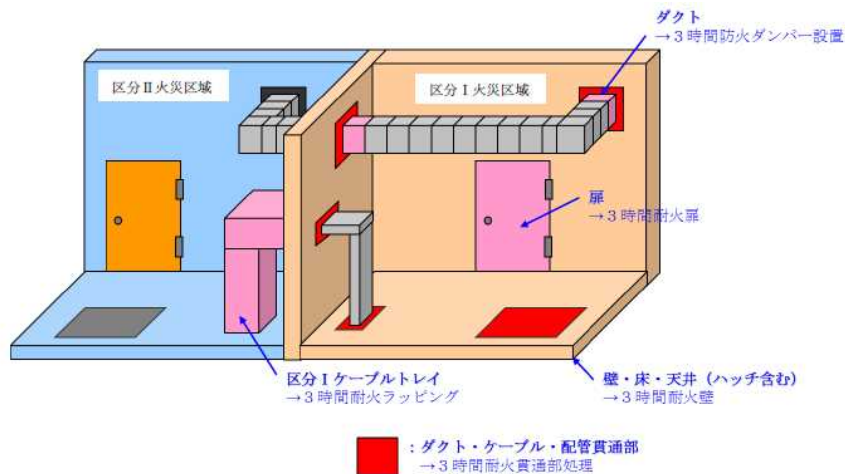 ダクト
→3時間防火ダンパー設置
区分Ⅱ火災区域
区分Ⅰ火災区域
扉
→3時間耐火扉
区分Ⅰケーブルトレイ
→3時間耐火ラッピング
壁・床・天井（ハッチ含む）
→3時間耐火壁
：ダクト・ケーブル・配管貫通部
→3時間耐火貫通部処理